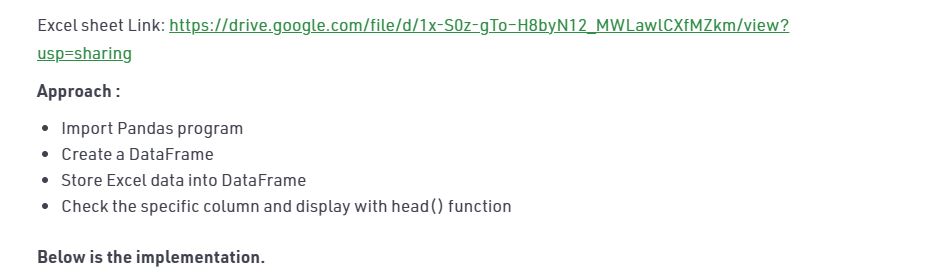 Excel sheet Link: https://drive.google.com/file/d/1x-S0z-gTo-H8byN12_MWLawlCXfMZkm/view?
usp=sharing
Approach :
• Import Pandas program
• Create a DataFrame
• Store Excel data into DataFrame
• Check the specific column and display with head() function
Below is the implementation.